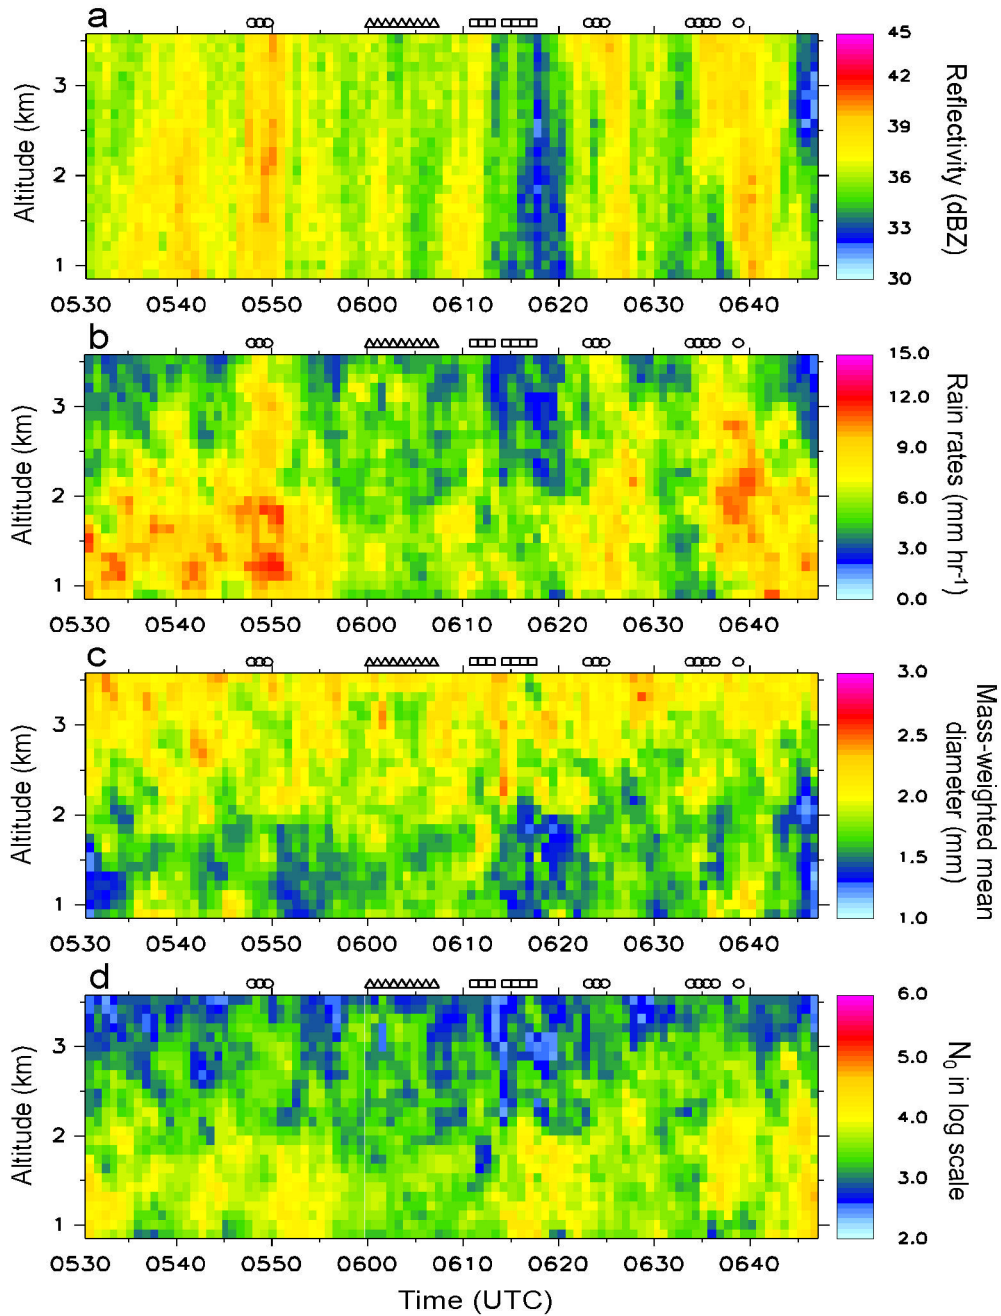 a
Altitude (km)
3
2
1
0530 0540 0550 0600 0610 0620 0630 0640
45
42
39
36
33
30
Reflectivity (dBZ)
b
Altitude (km)
3
2
1
0530 0540 0550 0600 0610 0620 0630 0640
15.0
12.0
9.0
6.0
3.0
0.0
Rain rates (mm hr⁻¹)
c
Altitude (km)
3
2
1
0530 0540 0550 0600 0610 0620 0630 0640
3.0
2.5
2.0
1.5
1.0
Mass-weighted mean
diameter (mm)
d
Altitude (km)
3
2
1
0530 0540 0550 0600 0610 0620 0630 0640
6.0
5.0
4.0
3.0
2.0
N₀ in log scale
Time (UTC)